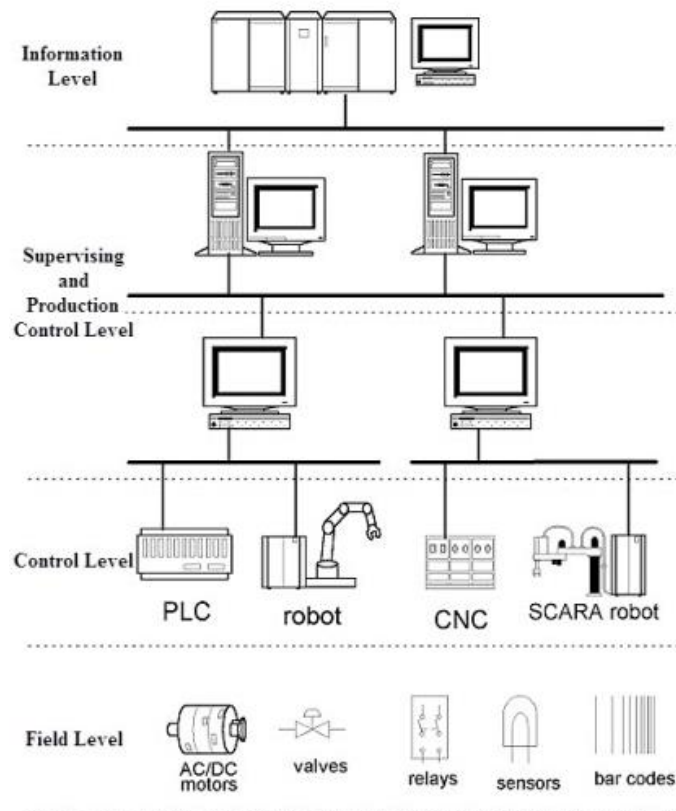 Information
Level
Supervising
and
Production
Control Level
Control Level
PLC
robot
CNC
SCARA robot
Field Level
AC/DC
motors
valves
relays
sensors
bar codes